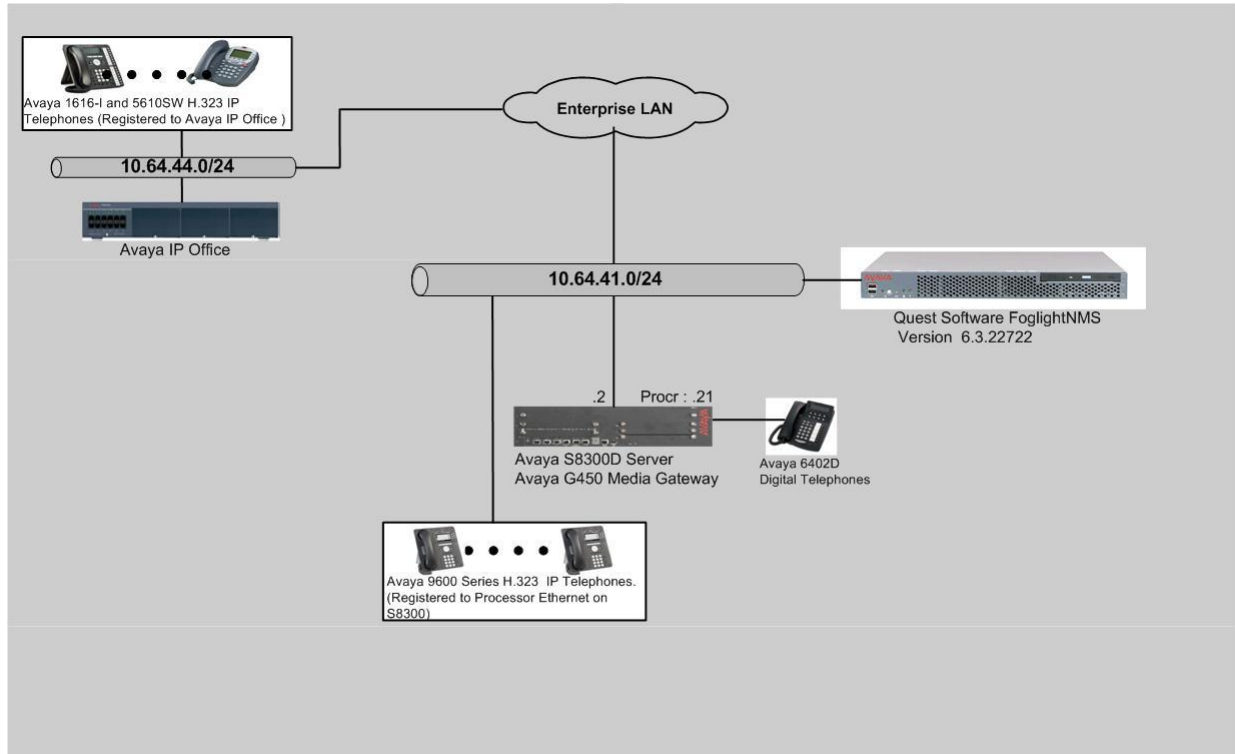 Avaya 1616-I and 5610SW H.323 IP
Telephones (Registered to Avaya IP Office )
10.64.44.0/24
Avaya IP Office
Enterprise LAN
10.64.41.0/24
AVAYA
Quest Software FoglightNMS
Version 6.3.22722
.2 Procr : .21
AVAYA
Avaya S8300D Server
Avaya G450 Media Gateway
Avaya 6402D
Digital Telephones
Avaya 9600 Series H.323 IP Telephones.
(Registered to Processor Ethernet on
S8300)